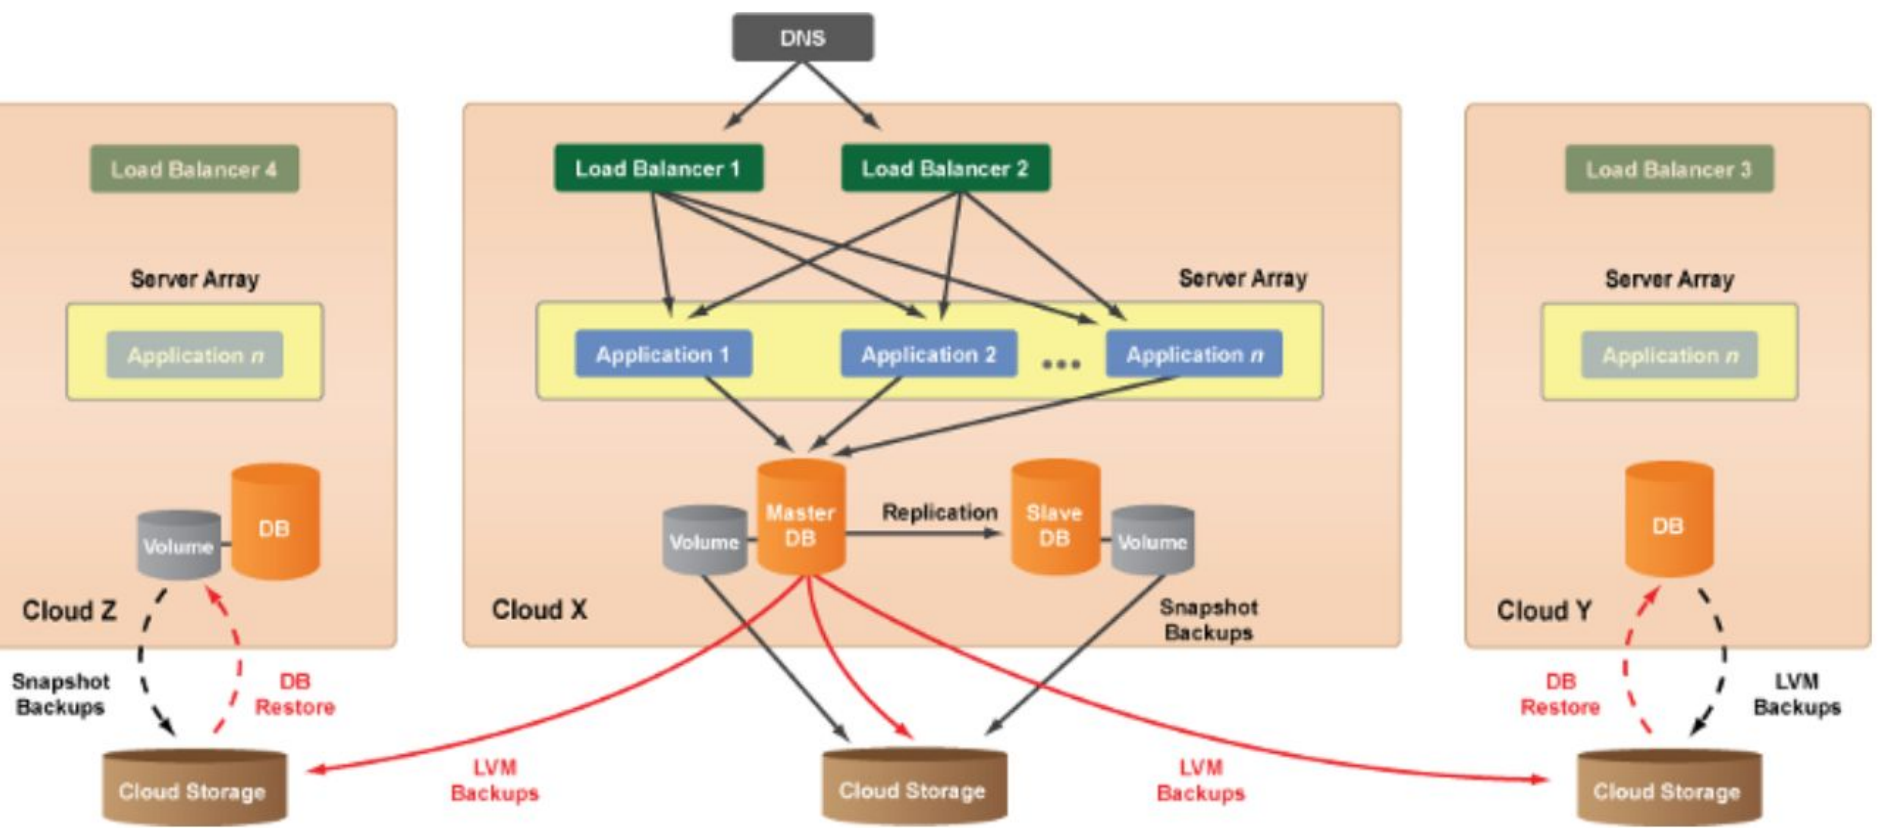 DNS
Load Balancer 4
Load Balancer 1
Load Balancer 2
Load Balancer 3
Server Array
Server Array
Server Array
Application n
Application 1
Application 2
...
Application n
Application n
Volume
DB
Volume
Master
DB
Replication
Slave
DB
Volume
DB
Cloud Z
Cloud X
Snapshot
Backups
Cloud Y
Snapshot
Backups
DB
Restore
DB
Restore
LVM
Backups
Cloud Storage
LVM
Backups
Cloud Storage
LVM
Backups
Cloud Storage